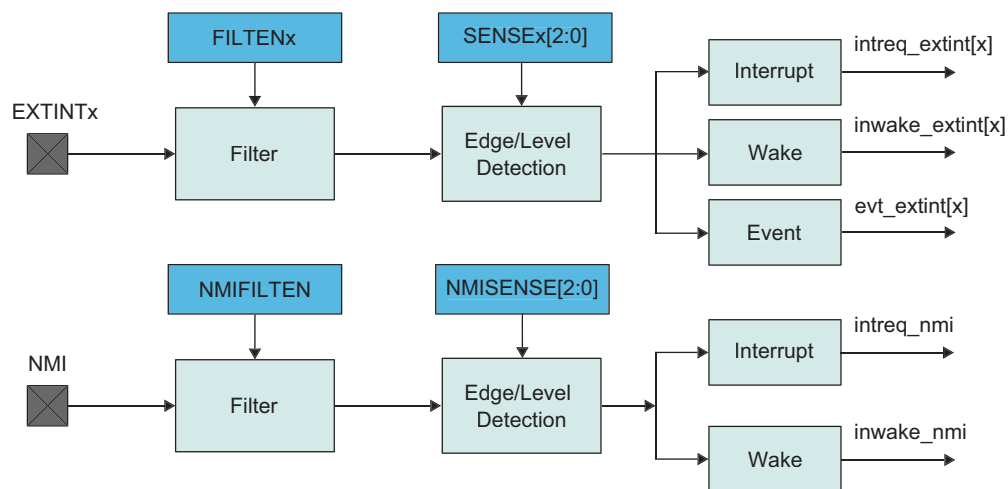 FILTENx
SENSEx[2:0]
intreq_extint[x]
Interrupt
EXTINTx
inwake_extint[x]
Filter
Edge/Level
Detection
Wake
evt_extint[x]
Event
NMIFILTEN
NMISENSE[2:0]
intreq_nmi
Interrupt
NMI
Filter
Edge/Level
Detection
inwake_nmi
Wake